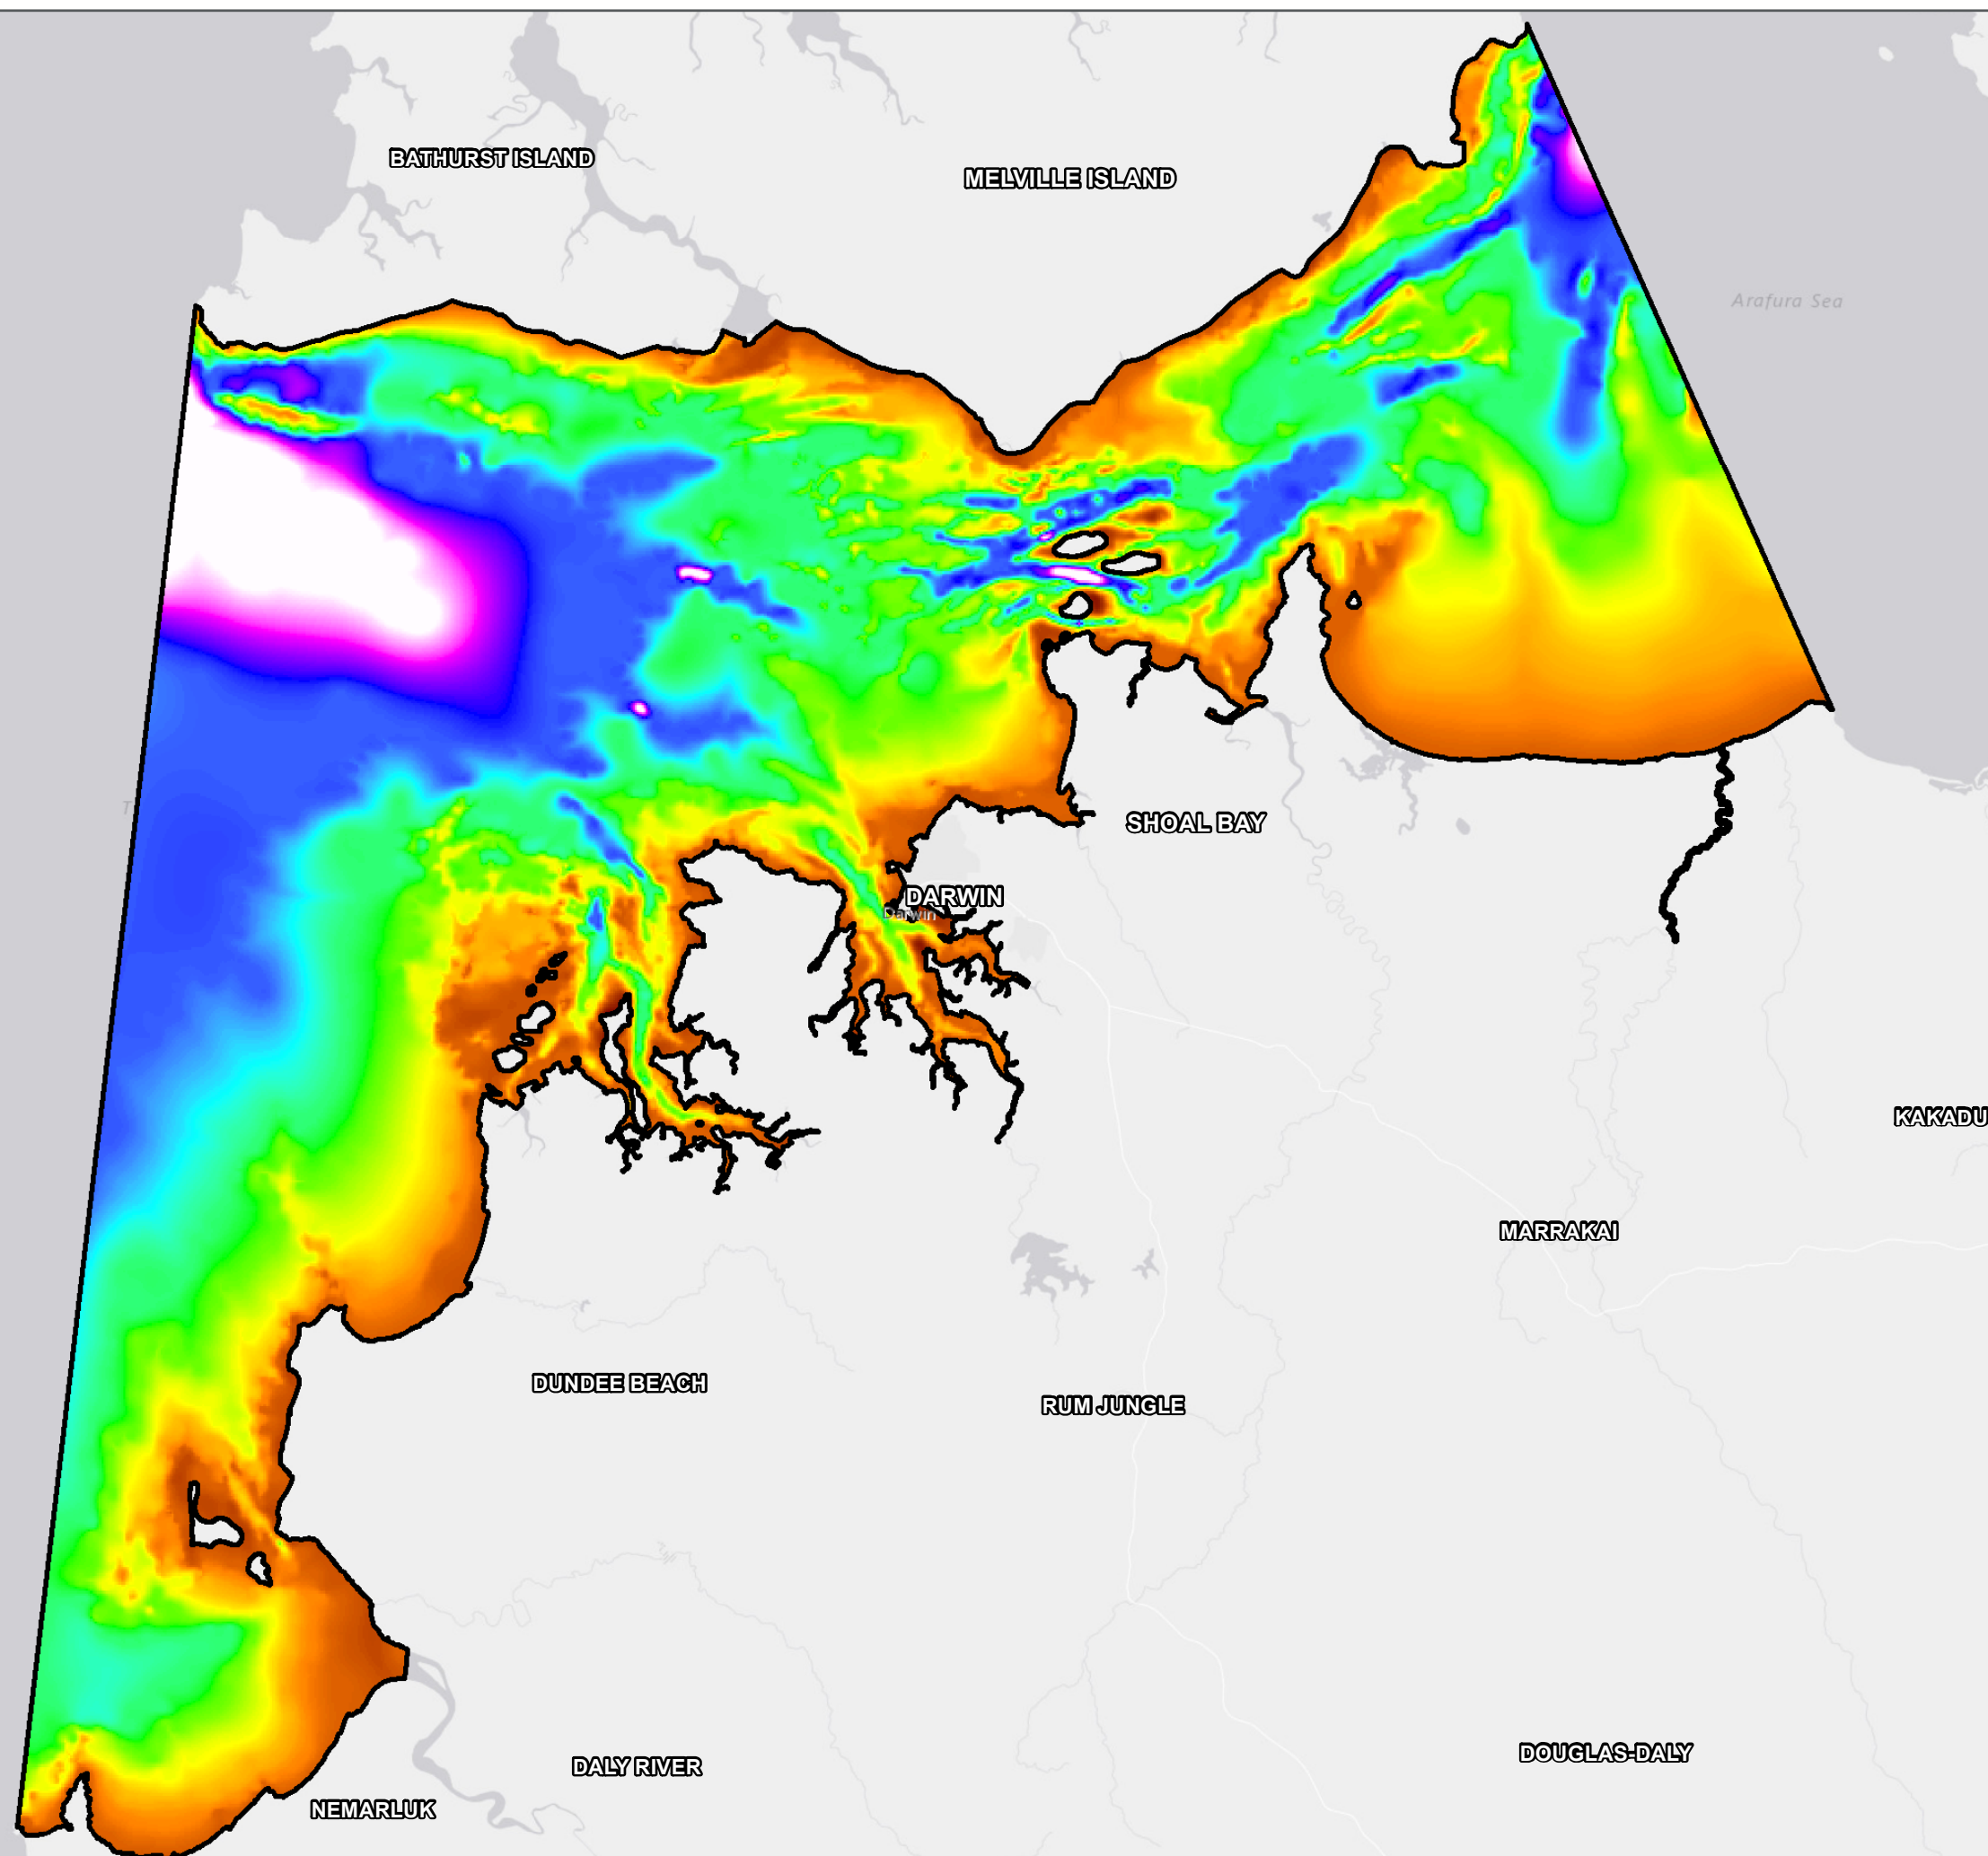 BATHURST ISLAND
MELVILLE ISLAND
Arafura Sea
SHOAL BAY
DARWIN
Darwin
KAKADU
MARRAKAI
DUNDEE BEACH
RUM JUNGLE
DOUGLAS-DALY
DALY RIVER
NEMARLUK